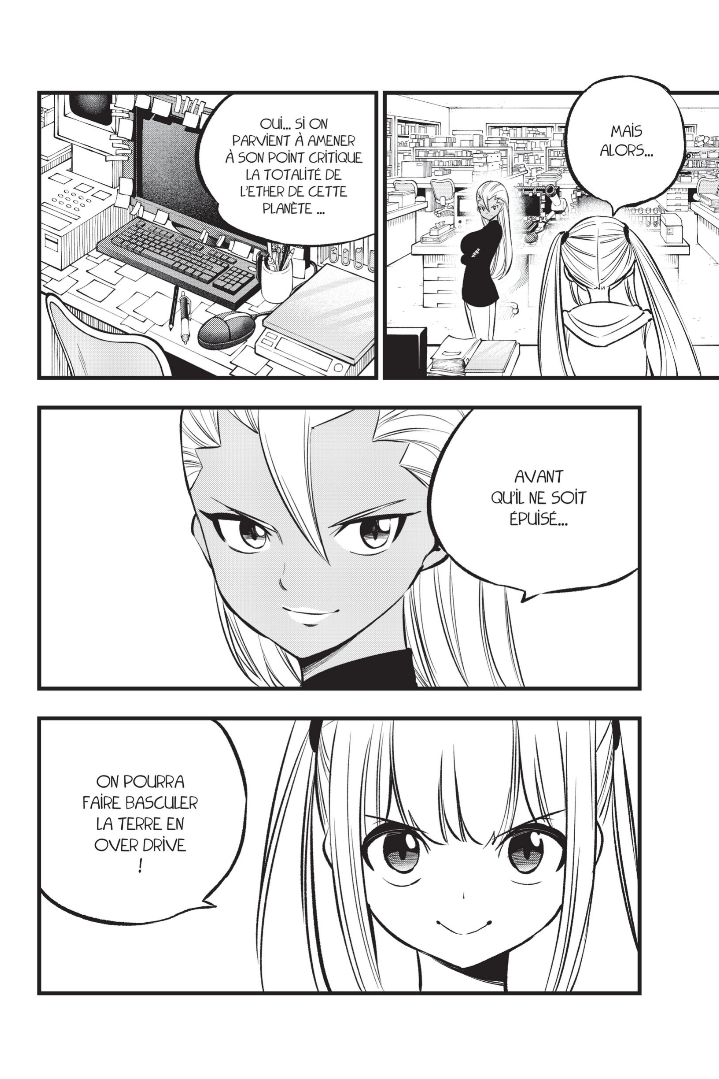 MAIS
ALORS...
OUI... SI ON
PARVIENT À AMENER
À SON POINT CRITIQUE
LA TOTALITÉ DE
L'ETHER DE CETTE
PLANÈTE ...
AVANT
QU'IL NE SOIT
ÉPUISÉ...
ON POURRA
FAIRE BASCULER
LA TERRE EN
OVER DRIVE
!